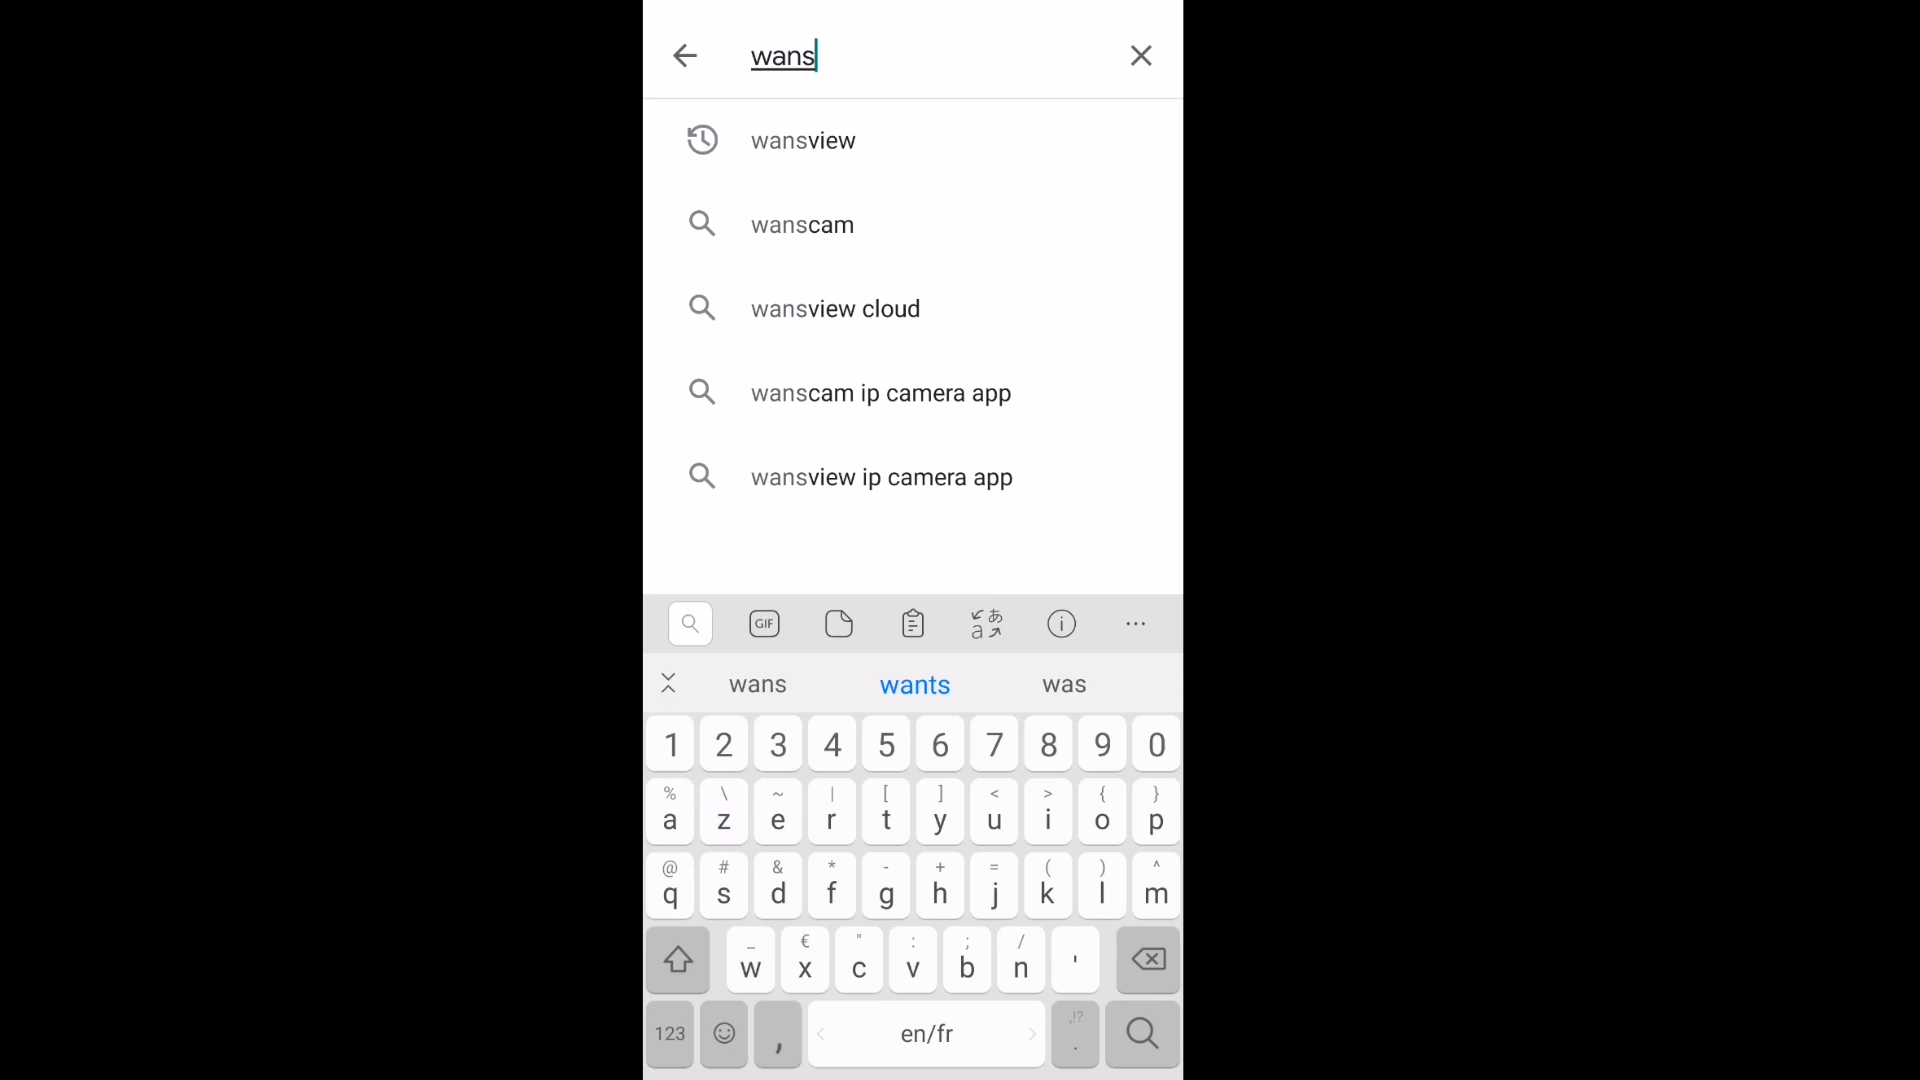 wans
wansview
wanscam
wansview cloud
wanscam ip camera app
wansview ip camera app
GIF
あ
a
i
...
wans wants was
1 2 3 4 5 6 7 8 9 0
% \ ~ | [ ] < > { }
a z e r t y u i o p
@ # & * - + = ( ) ^
q s d f g h j k l m
_ € " : ; /
w x c v b n '
,!?
123 , < en/fr > .